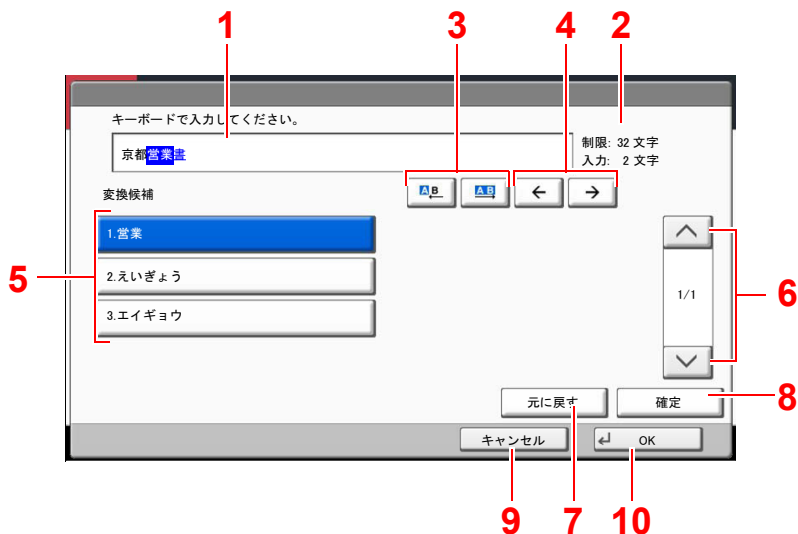 1
3
4
2
キーボードで入力してください。
京都営業書
制限: 32 文字
入力: 2 文字
変換候補
AB
AB
←
→
5
1.営業
2.えいぎょう
3.エイギョウ
1/1
6
元に戻す
確定
8
キャンセル
OK
9
7
10